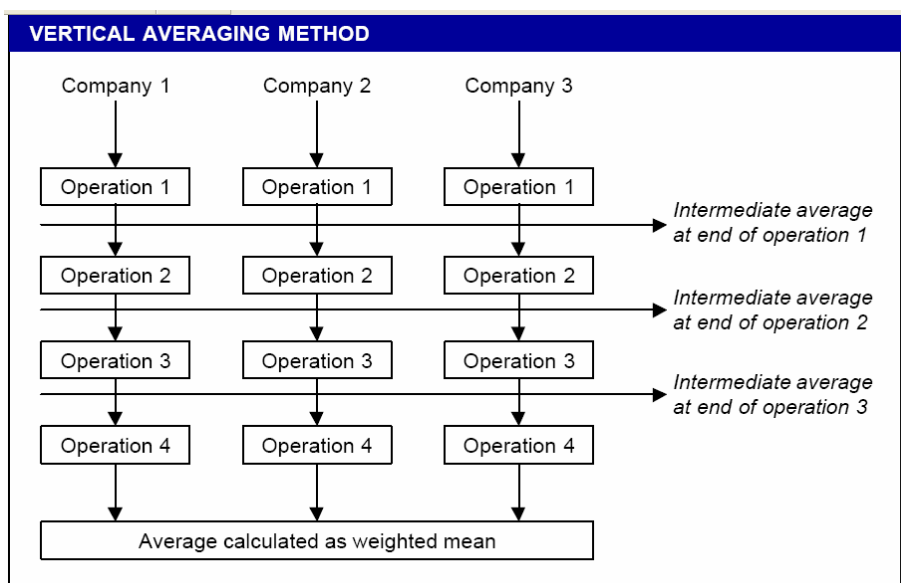 VERTICAL AVERAGING METHOD
Company 1 Company 2 Company 3
Operation 1 Operation 1 Operation 1
Intermediate average
at end of operation 1
Operation 2 Operation 2 Operation 2
Intermediate average
at end of operation 2
Operation 3 Operation 3 Operation 3
Intermediate average
at end of operation 3
Operation 4 Operation 4 Operation 4
Average calculated as weighted mean